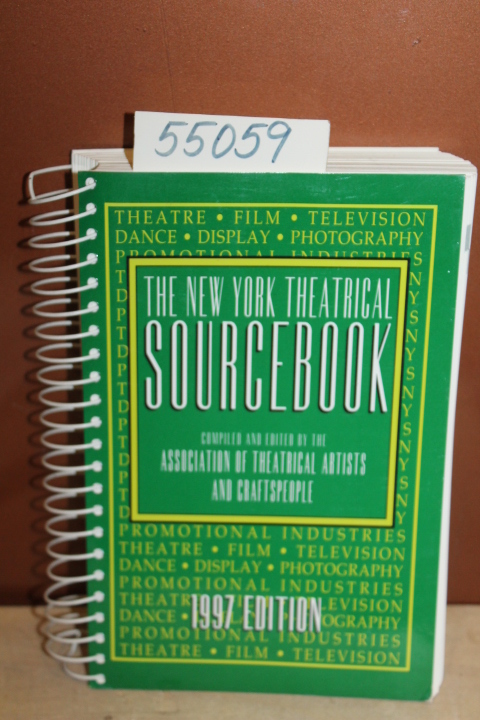 55059
THEATRE • FILM • TELEVISION
DANCE • DISPLAY • PHOTOGRAPHY
PROMOTIONAL INDUSTRIES
THE NEW YORK THEATRICAL
SOURCEBOOK
COMPILED AND EDITED BY THE
ASSOCIATION OF THEATRICAL ARTISTS
AND CRAFTSPEOPLE
PROMOTIONAL INDUSTRIES
THEATRE • FILM • TELEVISION
DANCE • DISPLAY • PHOTOGRAPHY
PROMOTIONAL INDUSTRIES
1997 EDITION
PROMOTIONAL INDUSTRIES
THEATRE • FILM • TELEVISION